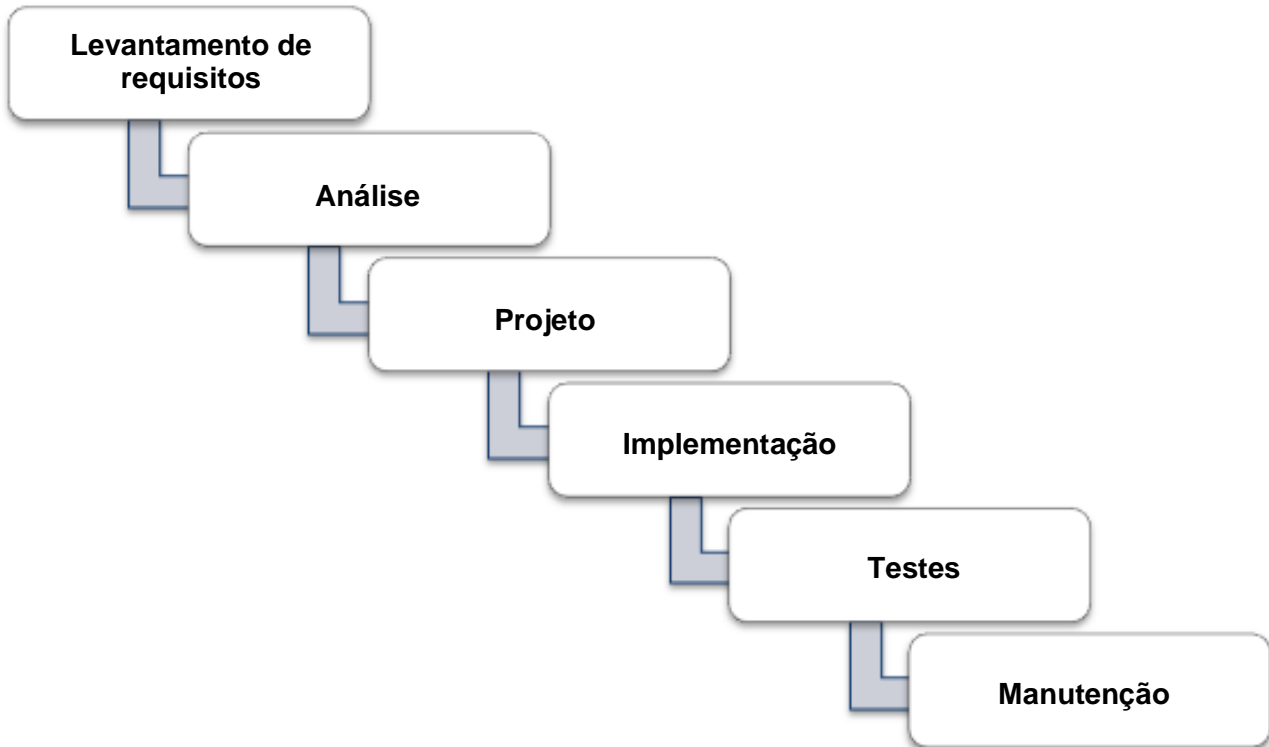 Levantamento de
requisitos
Análise
Projeto
Implementação
Testes
Manutenção